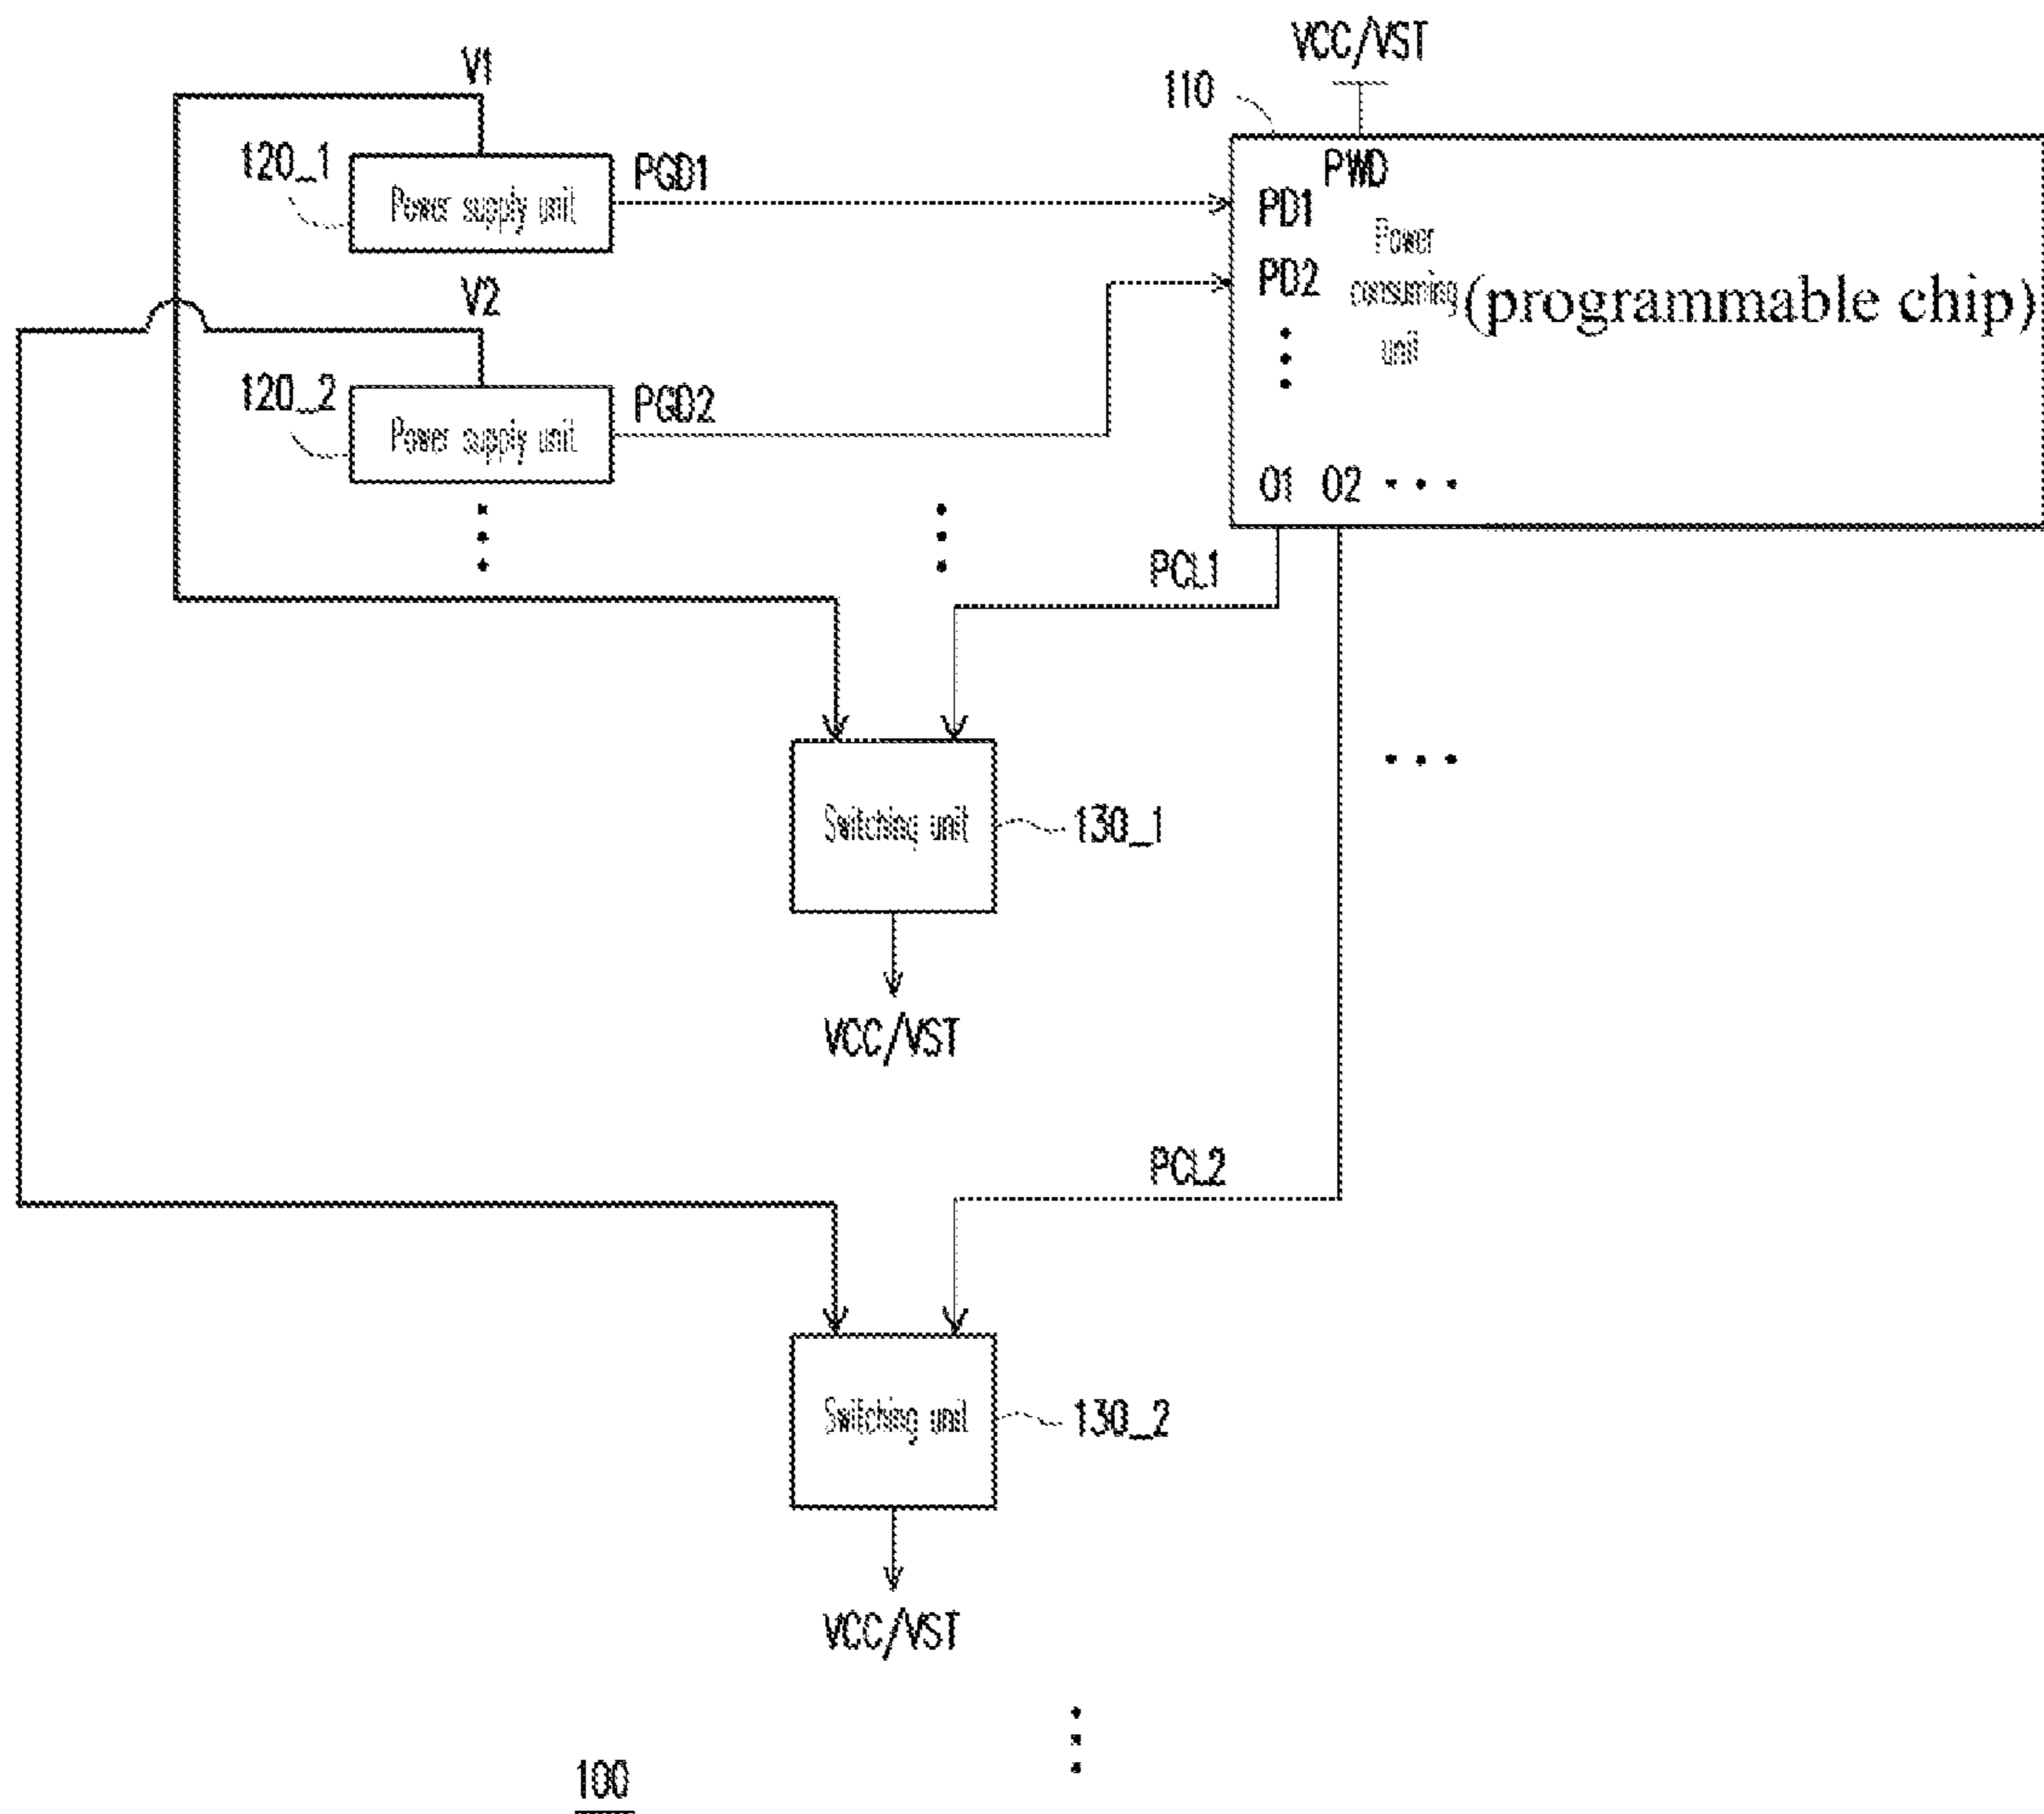 VCC/VST
V1
110
120_1
Power supply unit
PGD1
PWD
PD1
Power
consuming
unit
(programmable chip)
PD2
V2
120_2
Power supply unit
PGD2
O1 O2
PCL1
Switching unit
130_1
VCC/VST
PCL2
Switching unit
130_2
VCC/VST
100